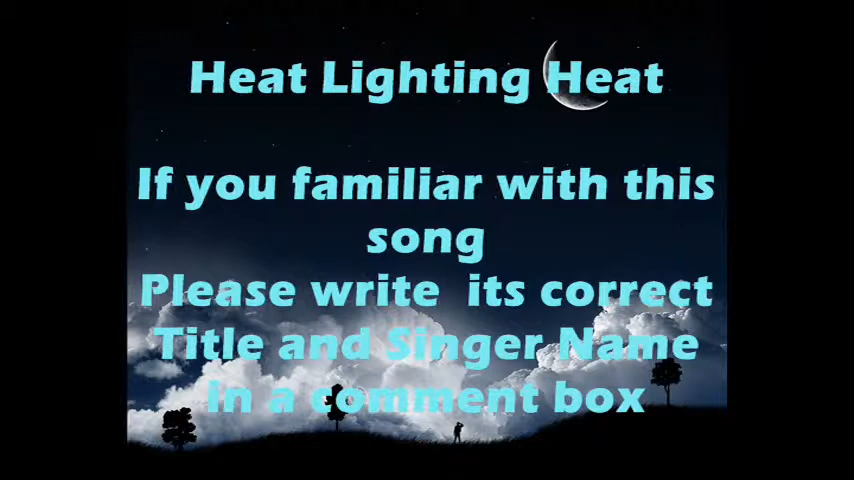 Heat Lighting Heat
If you familiar with this
song
Please write its correct
Title and Singer Name
in a comment box